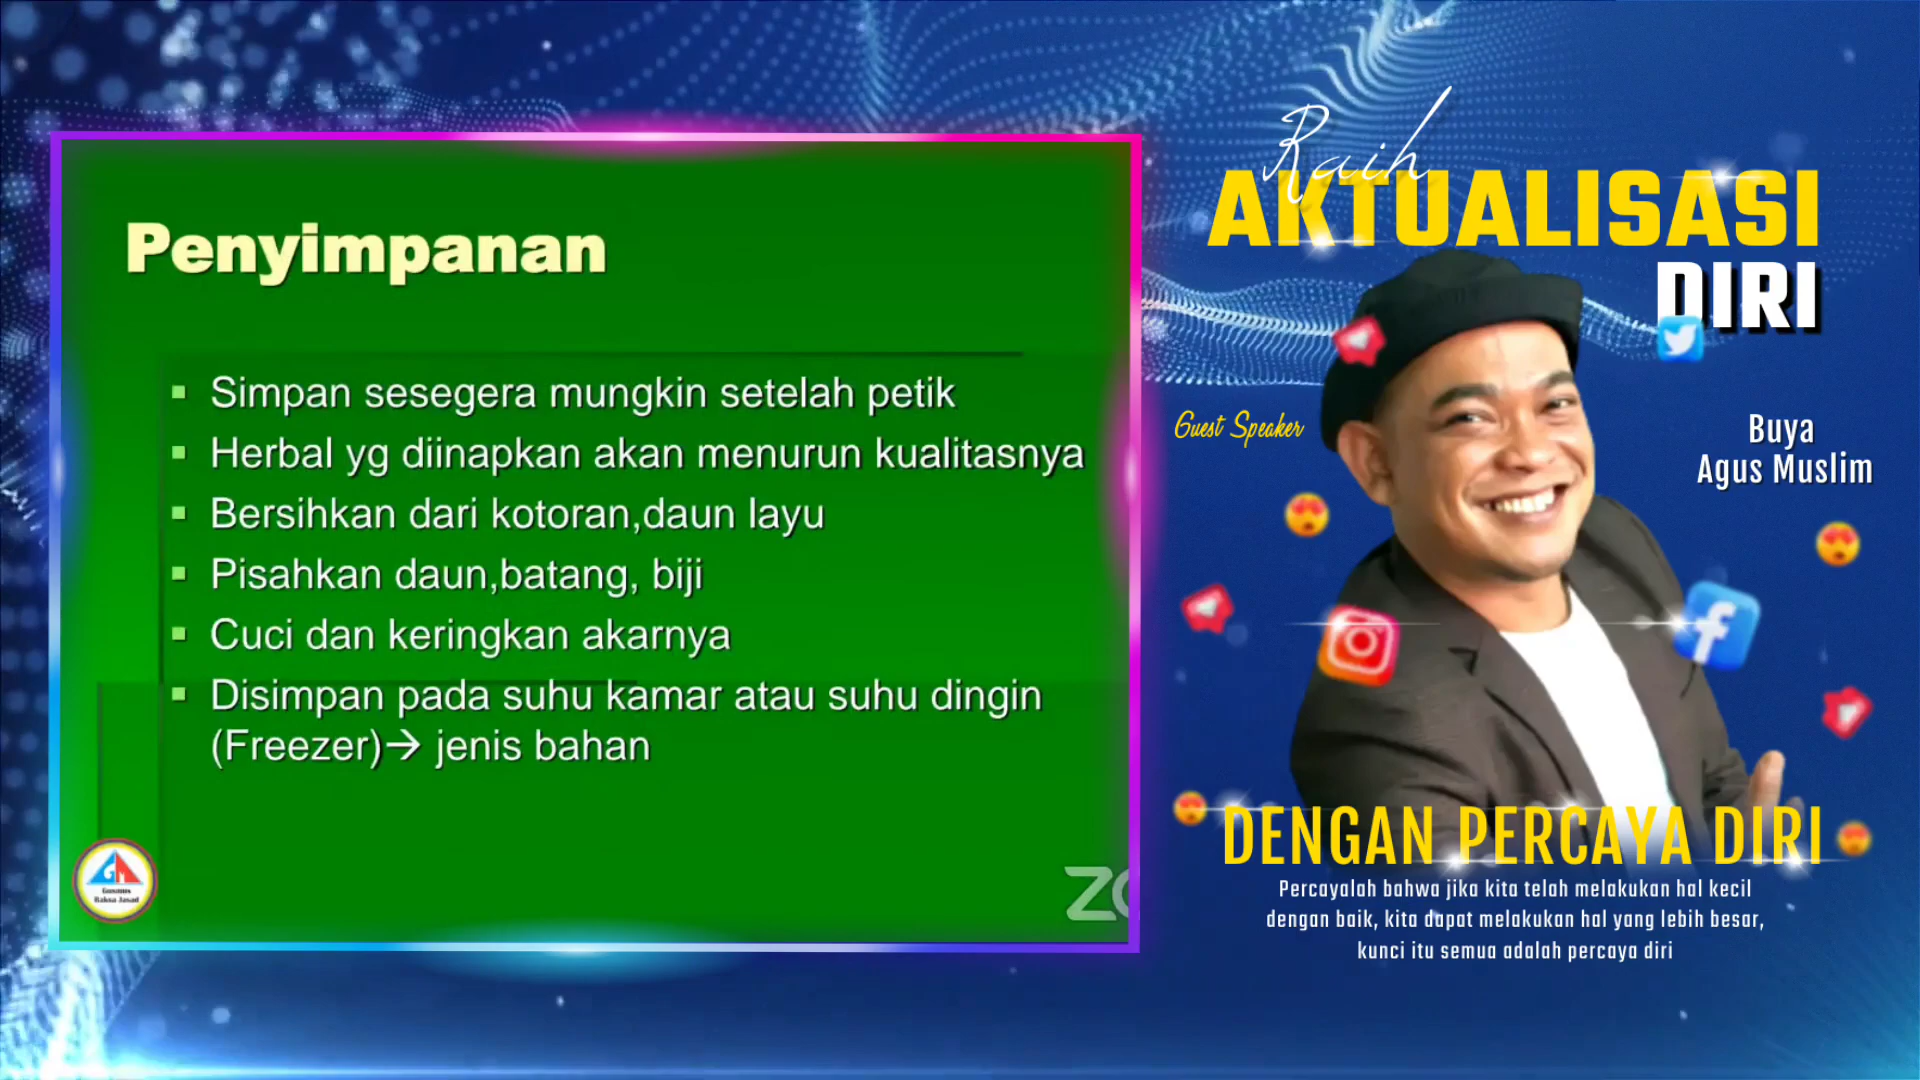 Penyimpanan
Simpan sesegera mungkin setelah petik
Herbal yg diinapkan akan menurun kualitasnya
Bersihkan dari kotoran,daun layu
Pisahkan daun,batang, biji
Cuci dan keringkan akarnya
Disimpan pada suhu kamar atau suhu dingin
(Freezer)→ jenis bahan
GM
Raksa Jasad
Raih
AKTUALISASI
DIRI
Guest Speaker
Buya
Agus Muslim
DENGAN PERCAYA DIRI
Percayalah bahwa jika kita telah melakukan hal kecil
dengan baik, kita dapat melakukan hal yang lebih besar,
kunci itu semua adalah percaya diri